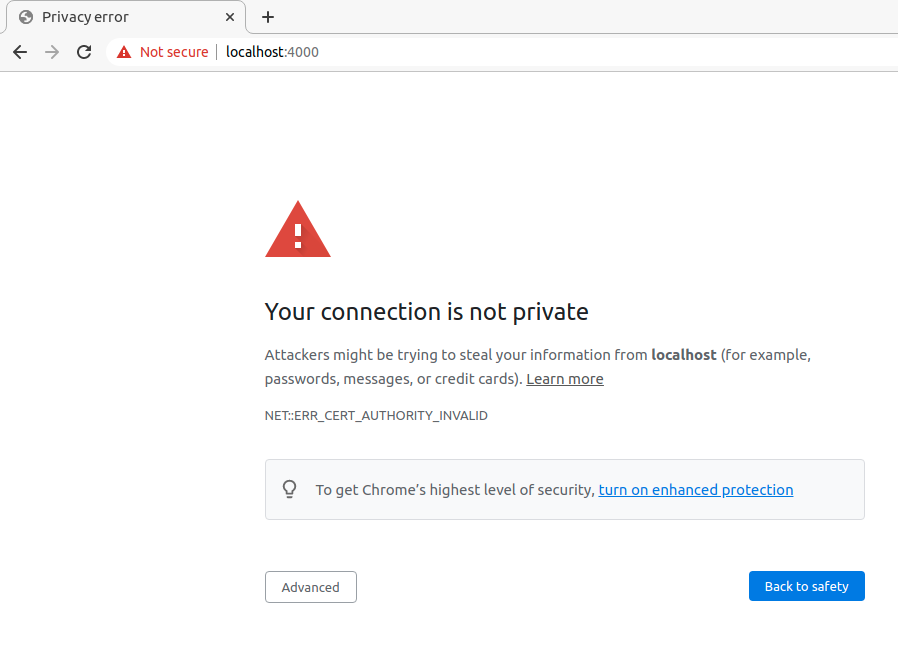 Privacy error
Not secure | localhost:4000
Your connection is not private
Attackers might be trying to steal your information from localhost (for example,
passwords, messages, or credit cards). Learn more
NET::ERR_CERT_AUTHORITY_INVALID
To get Chrome’s highest level of security, turn on enhanced protection
Advanced
Back to safety